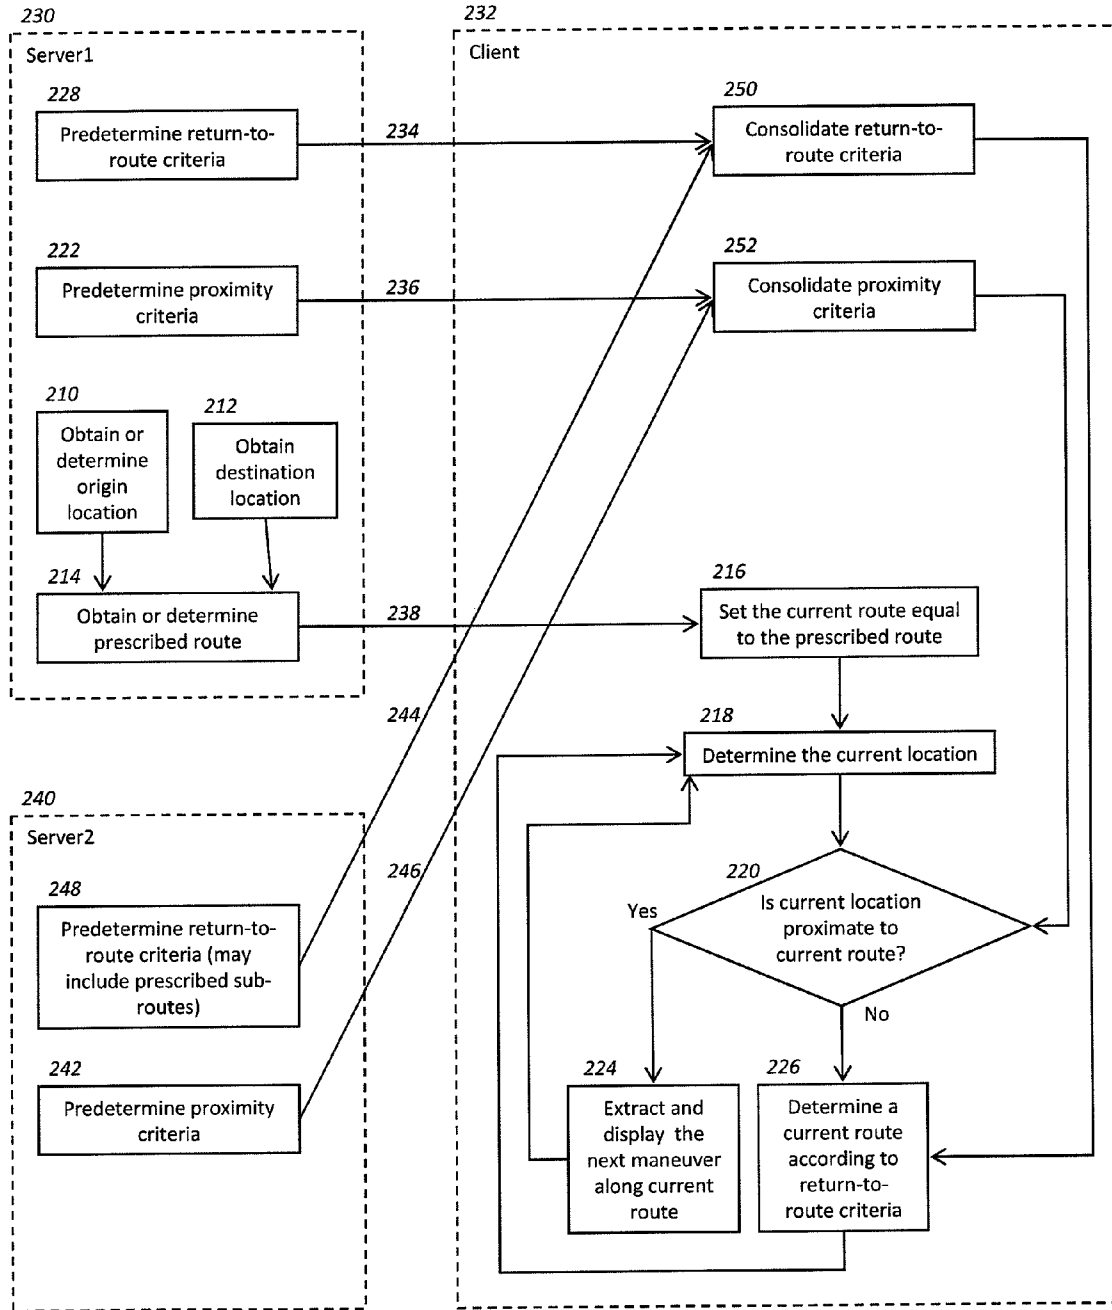 230
Server1
228
Predetermine return-to-
route criteria
234
222
Predetermine proximity
criteria
236
210
Obtain or
determine
origin
location
212
Obtain
destination
location
214
Obtain or determine
prescribed route
238
244
240
Server2
246
248
Predetermine return-to-
route criteria (may
include prescribed sub-
routes)
242
Predetermine proximity
criteria
232
Client
250
Consolidate return-to-
route criteria
252
Consolidate proximity
criteria
216
Set the current route equal
to the prescribed route
218
Determine the current location
220
Is current location
proximate to
current route?
Yes
No
224
Extract and
display the
next maneuver
along current
route
226
Determine a
current route
according to
return-to-
route criteria